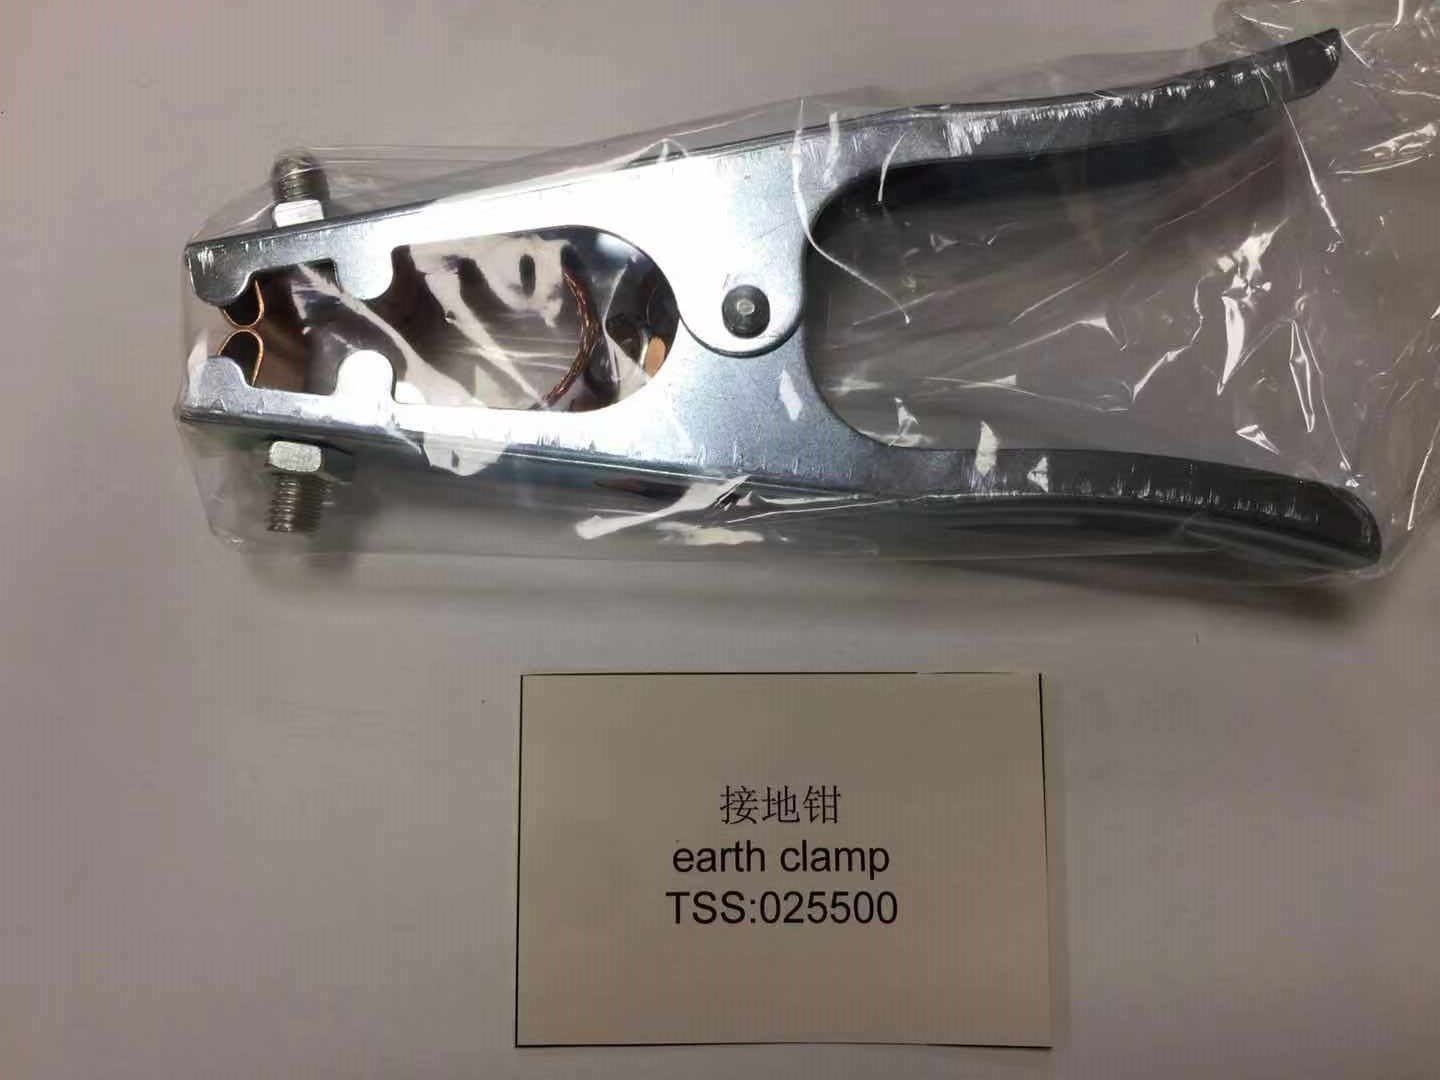 接地钳
earth clamp
TSS:025500